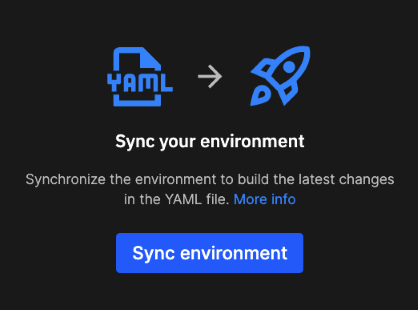 YAML
Sync your environment
Synchronize the environment to build the latest changes
in the YAML file. More info
Sync environment